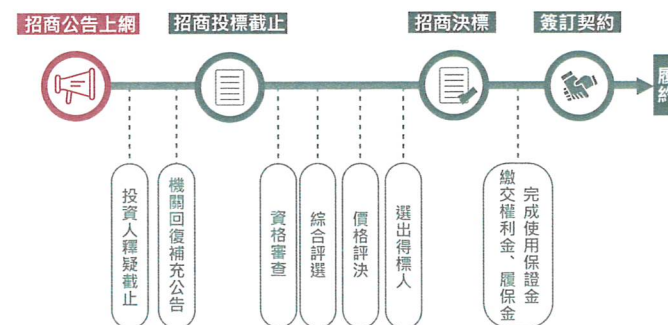 招商公告上網
招商投標截止
招商決標
簽訂契約
履約
投資人釋疑截止
機關回復補充公告
資格審查
綜合評選
價格評決
選出得標人
完成使用保證金
繳交權利金、履保金